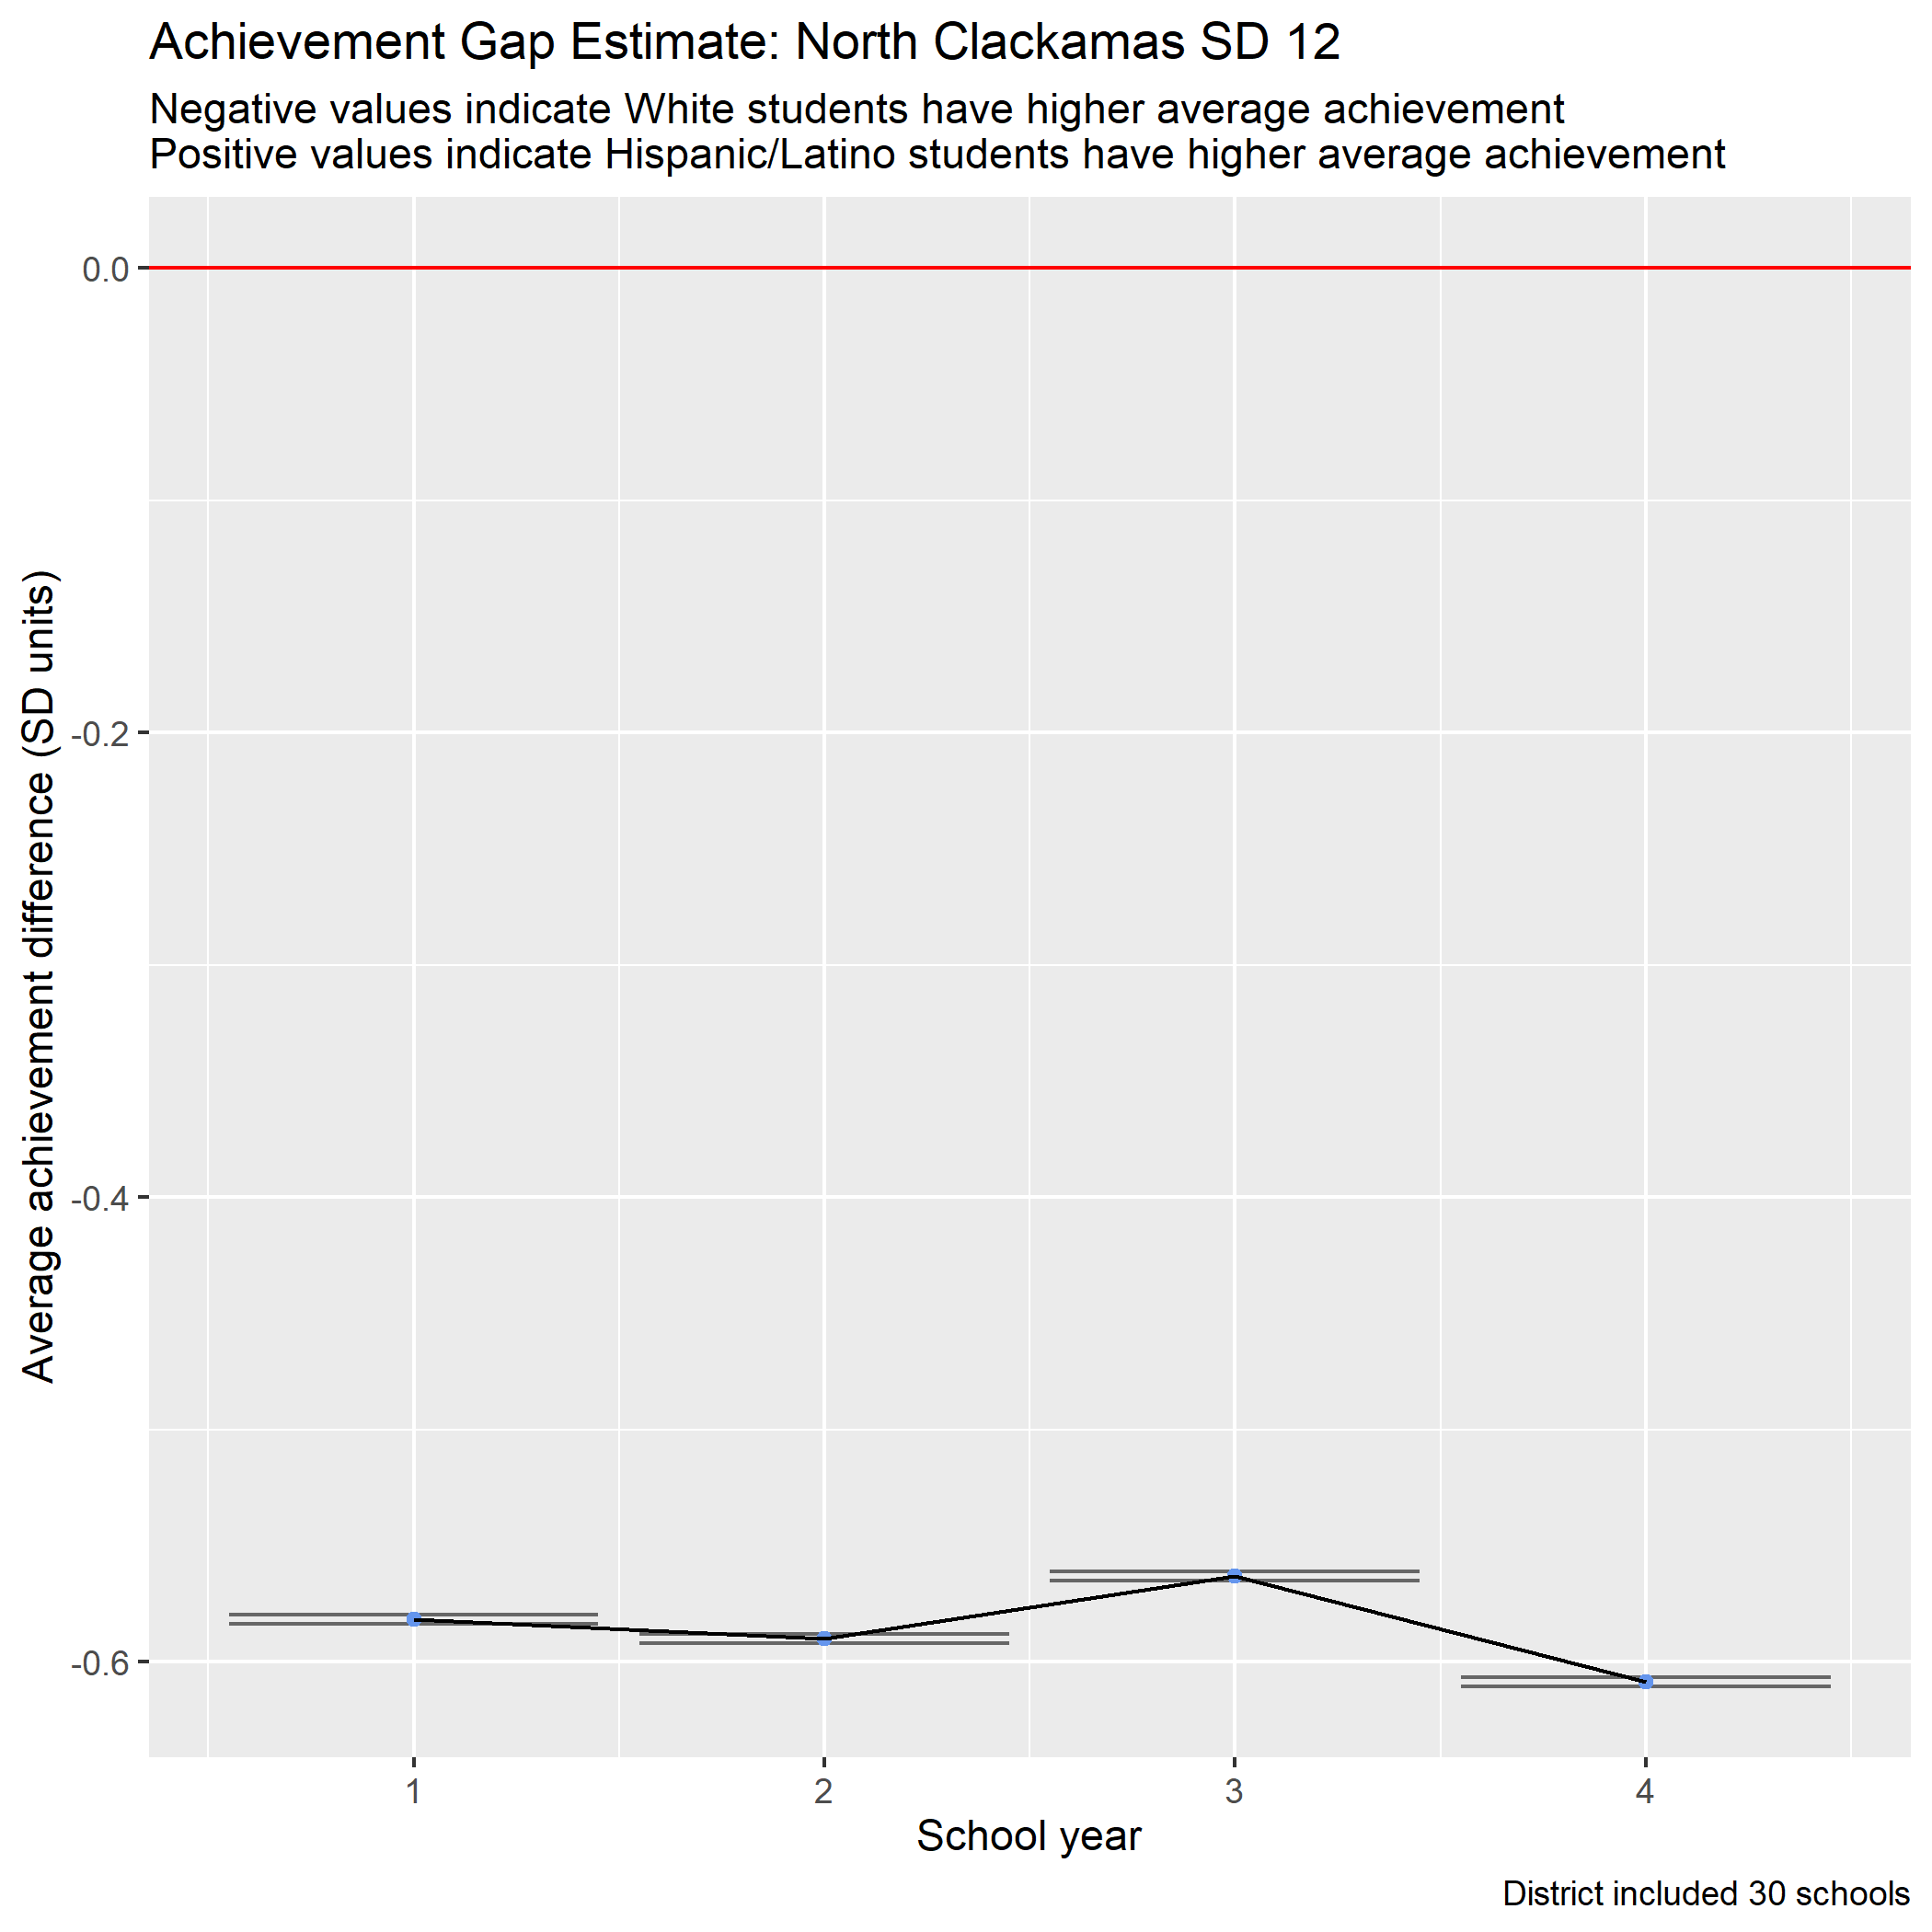 Achievement Gap Estimate: North Clackamas SD 12
Negative values indicate White students have higher average achievement
Positive values indicate Hispanic/Latino students have higher average achievement
Average achievement difference (SD units)
0.0
-0.2
-0.4
-0.6
1
2
3
4
School year
District included 30 schools